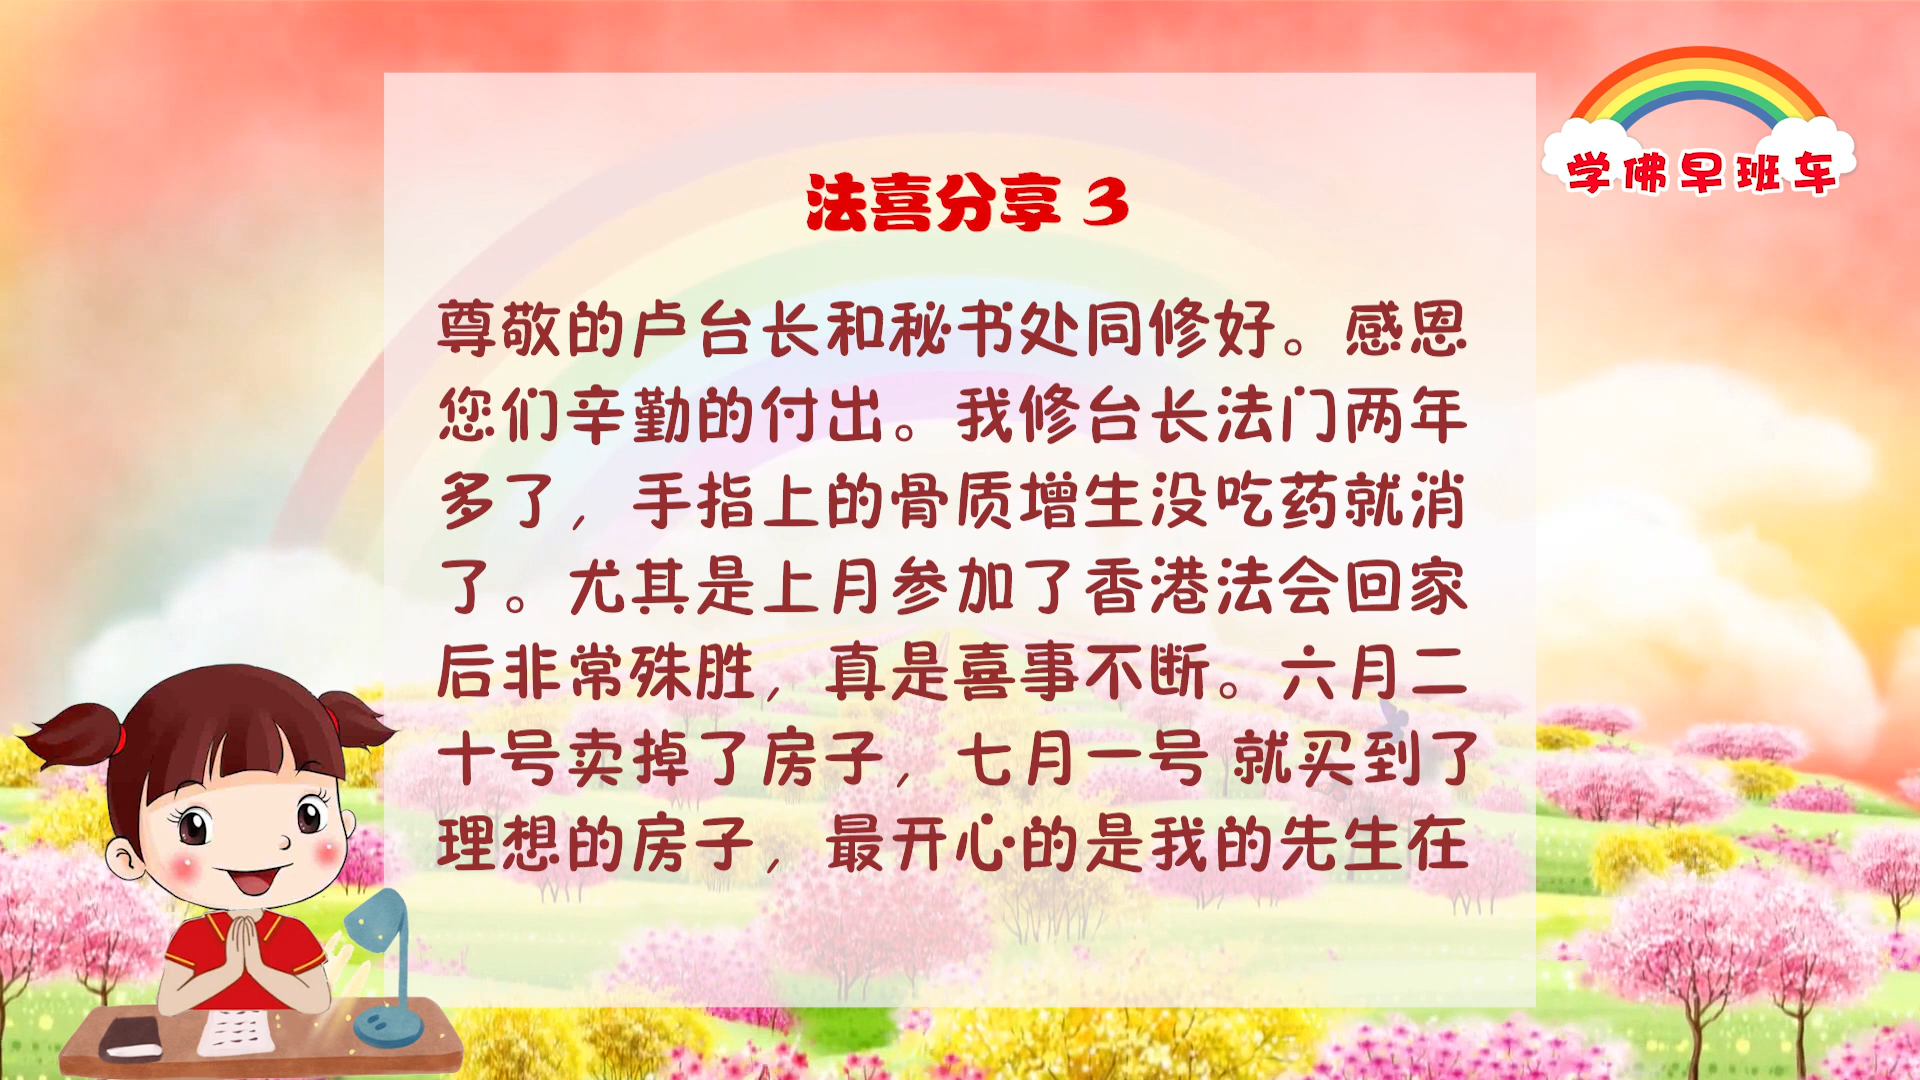 学佛早班车
法喜分享 3
尊敬的卢台长和秘书处同修好。感恩
您们辛勤的付出。我修台长法门两年
多了，手指上的骨质增生没吃药就消
了。尤其是上月参加了香港法会回家
后非常殊胜，真是喜事不断。六月二
十号卖掉了房子，七月一号 就买到了
理想的房子，最开心的是我的先生在